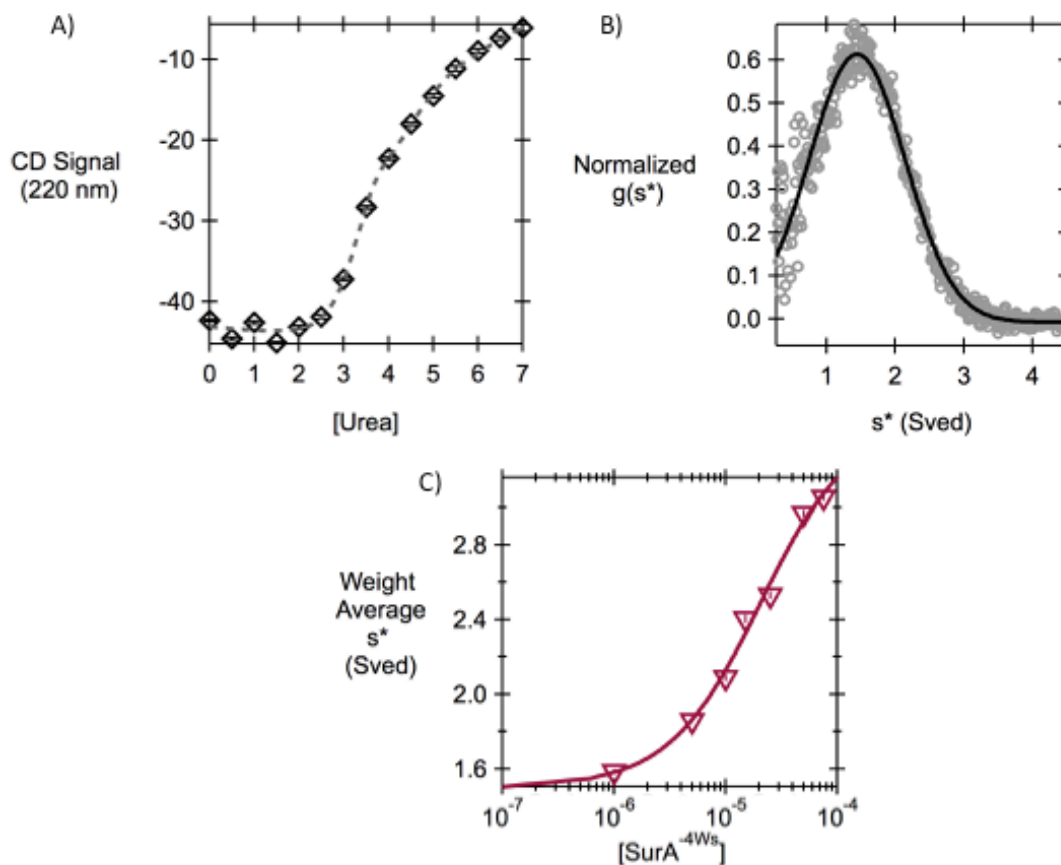 A)
-10
-20
-30
-40
CD Signal
(220 nm)
0 1 2 3 4 5 6 7
[Urea]
B)
0.6
0.5
0.4
0.3
0.2
0.1
0.0
Normalized
g(s*)
1 2 3 4
s* (Sved)
C)
2.8
2.4
2.0
1.6
Weight
Average
s*
(Sved)
10⁻⁷ 10⁻⁶ 10⁻⁵ 10⁻⁴
[SurA⁻⁴ᵂˢ]